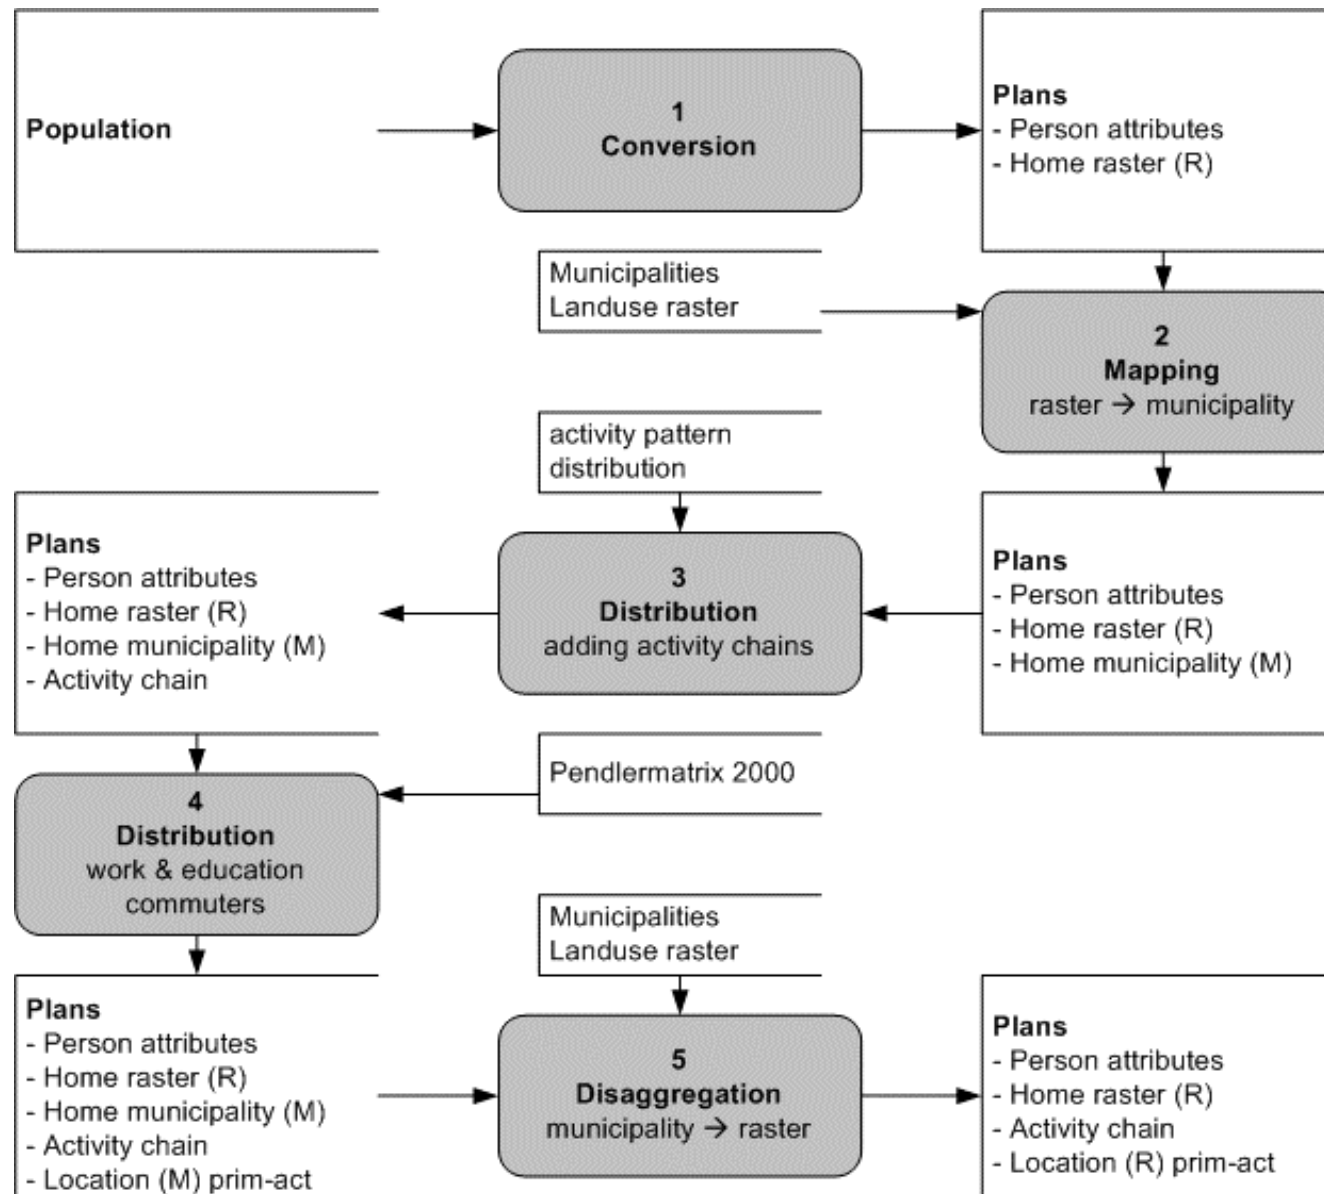 Population
1
Conversion
Plans
- Person attributes
- Home raster (R)
Municipalities
Landuse raster
2
Mapping
raster → municipality
activity pattern
distribution
Plans
- Person attributes
- Home raster (R)
- Home municipality (M)
- Activity chain
3
Distribution
adding activity chains
Plans
- Person attributes
- Home raster (R)
- Home municipality (M)
Pendlermatrix 2000
4
Distribution
work & education
commuters
Municipalities
Landuse raster
Plans
- Person attributes
- Home raster (R)
- Home municipality (M)
- Activity chain
- Location (M) prim-act
5
Disaggregation
municipality → raster
Plans
- Person attributes
- Home raster (R)
- Activity chain
- Location (R) prim-act